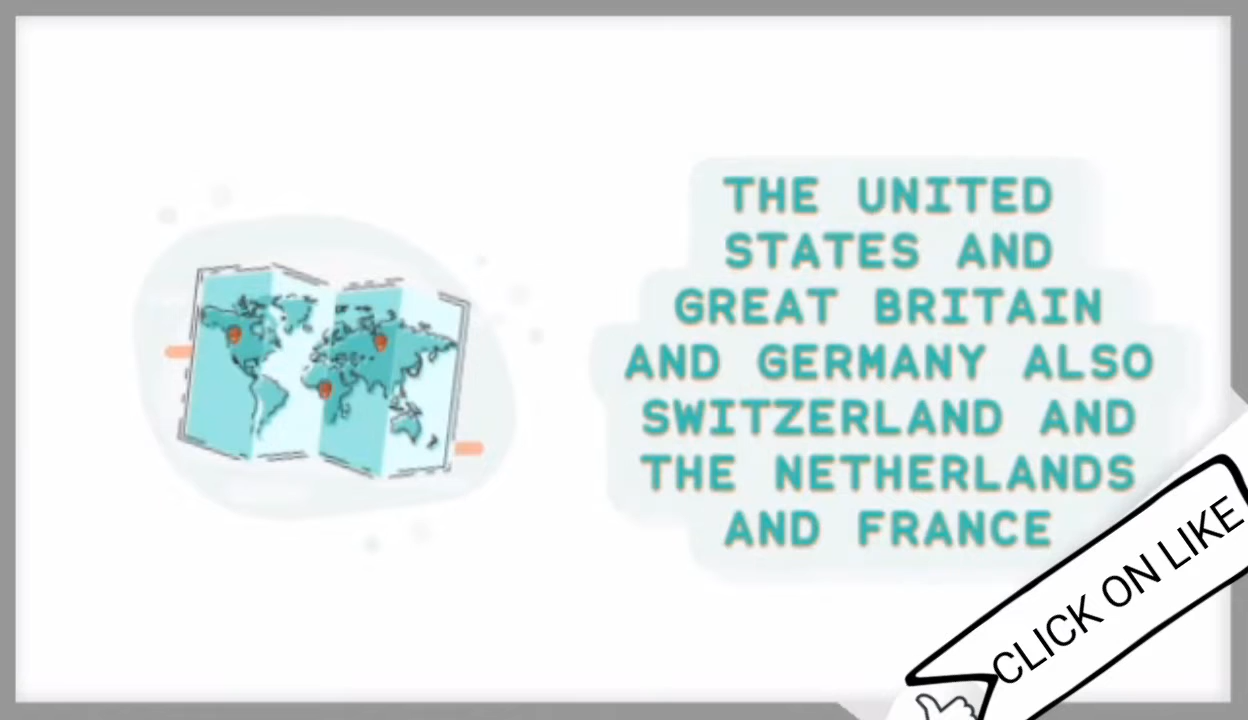 THE UNITED
STATES AND
GREAT BRITAIN
AND GERMANY ALSO
SWITZERLAND AND
THE NETHERLANDS
AND FRANCE
CLICK ON LIKE